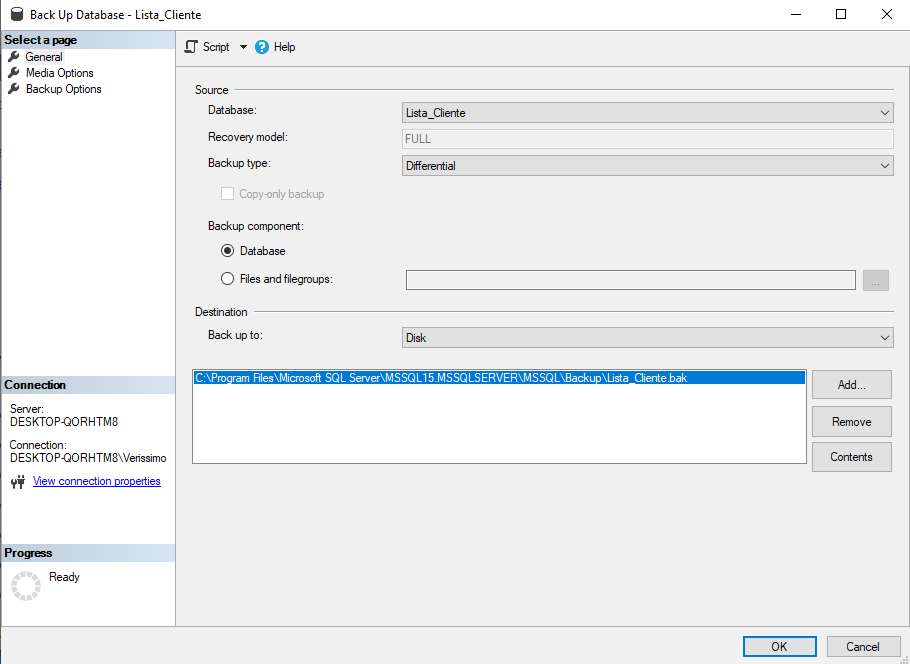 Back Up Database - Lista_Cliente
Select a page
General
Media Options
Backup Options
Script
Help
Source
Database:
Lista_Cliente
Recovery model:
FULL
Backup type:
Differential
Copy-only backup
Backup component:
Database
Files and filegroups:
...
Destination
Back up to:
Disk
C:\Program Files\Microsoft SQL Server\MSSQL15.MSSQLSERVER\MSSQL\Backup\Lista_Cliente.bak
Add...
Remove
Contents
Connection
Server:
DESKTOP-QORHTM8
Connection:
DESKTOP-QORHTM8\Verissimo
View connection properties
Progress
Ready
OK
Cancel